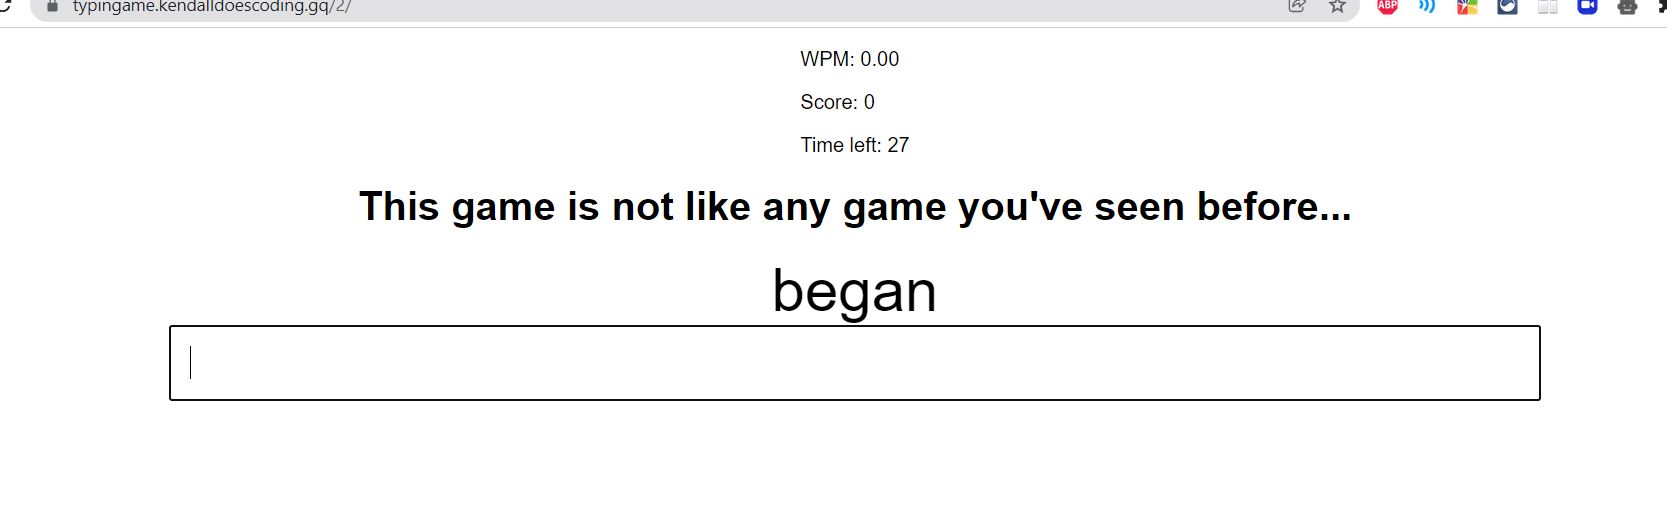 typingame.kendalldoescoding.gq/2/
ABP
WPM: 0.00
Score: 0
Time left: 27
This game is not like any game you've seen before...
began